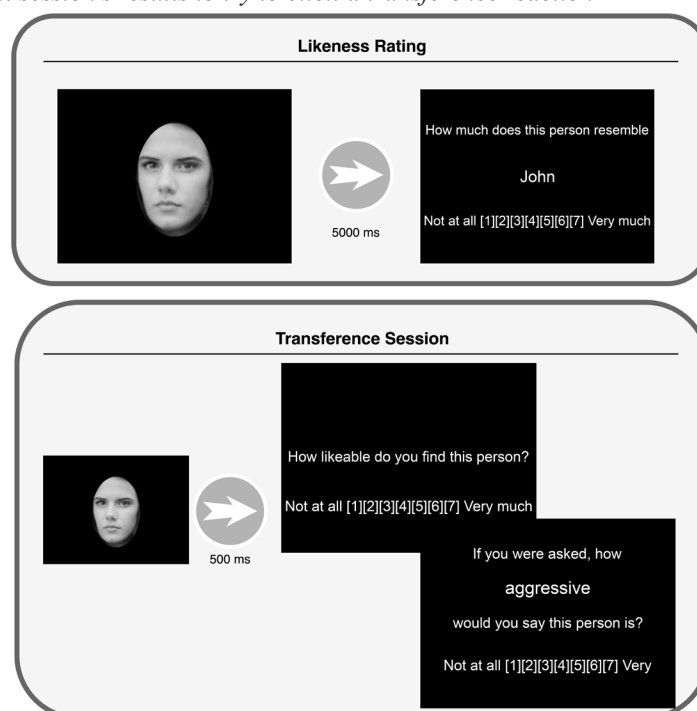 Likeness Rating
How much does this person resemble
John
Not at all [1][2][3][4][5][6][7] Very much
5000 ms
Transference Session
How likeable do you find this person?
Not at all [1][2][3][4][5][6][7] Very much
500 ms
If you were asked, how
aggressive
would you say this person is?
Not at all [1][2][3][4][5][6][7] Very